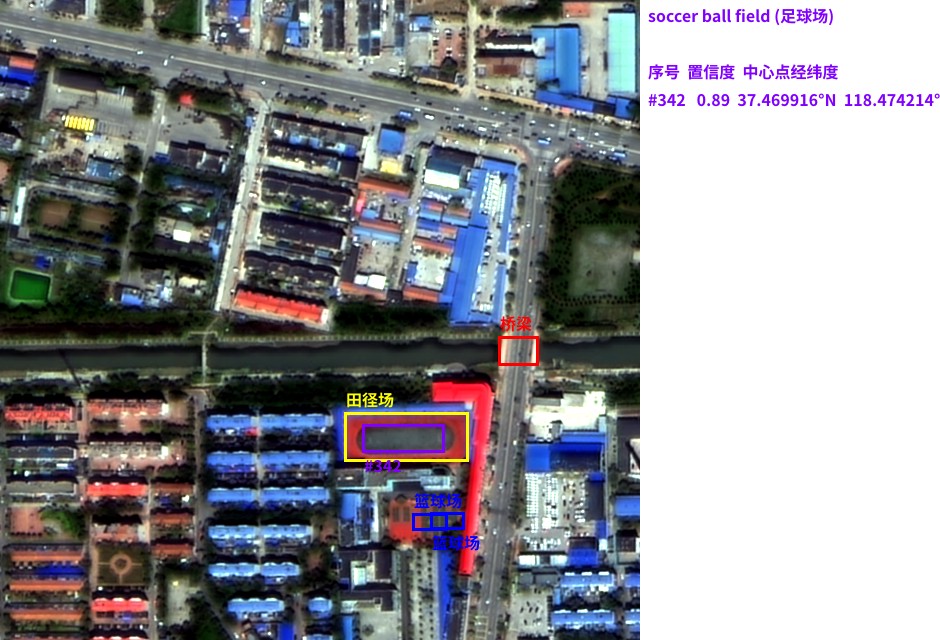 soccer ball field (足球场)
序号 置信度 中心点经纬度
#342 0.89 37.469916°N 118.474214°
桥梁
田径场
#342
篮球场
篮球场